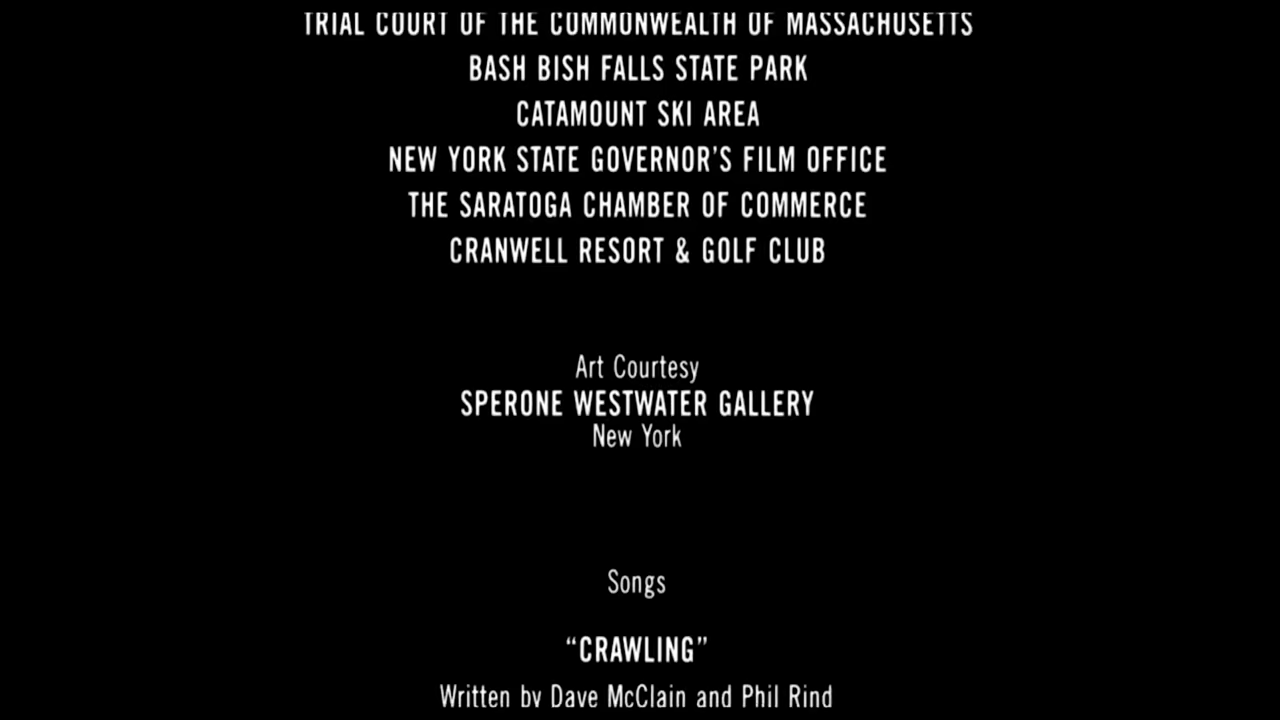 TRIAL COURT OF THE COMMONWEALTH OF MASSACHUSETTS
BASH BISH FALLS STATE PARK
CATAMOUNT SKI AREA
NEW YORK STATE GOVERNOR'S FILM OFFICE
THE SARATOGA CHAMBER OF COMMERCE
CRANWELL RESORT & GOLF CLUB
Art Courtesy
SPERONE WESTWATER GALLERY
New York
Songs
“CRAWLING”
Written by Dave McClain and Phil Rind